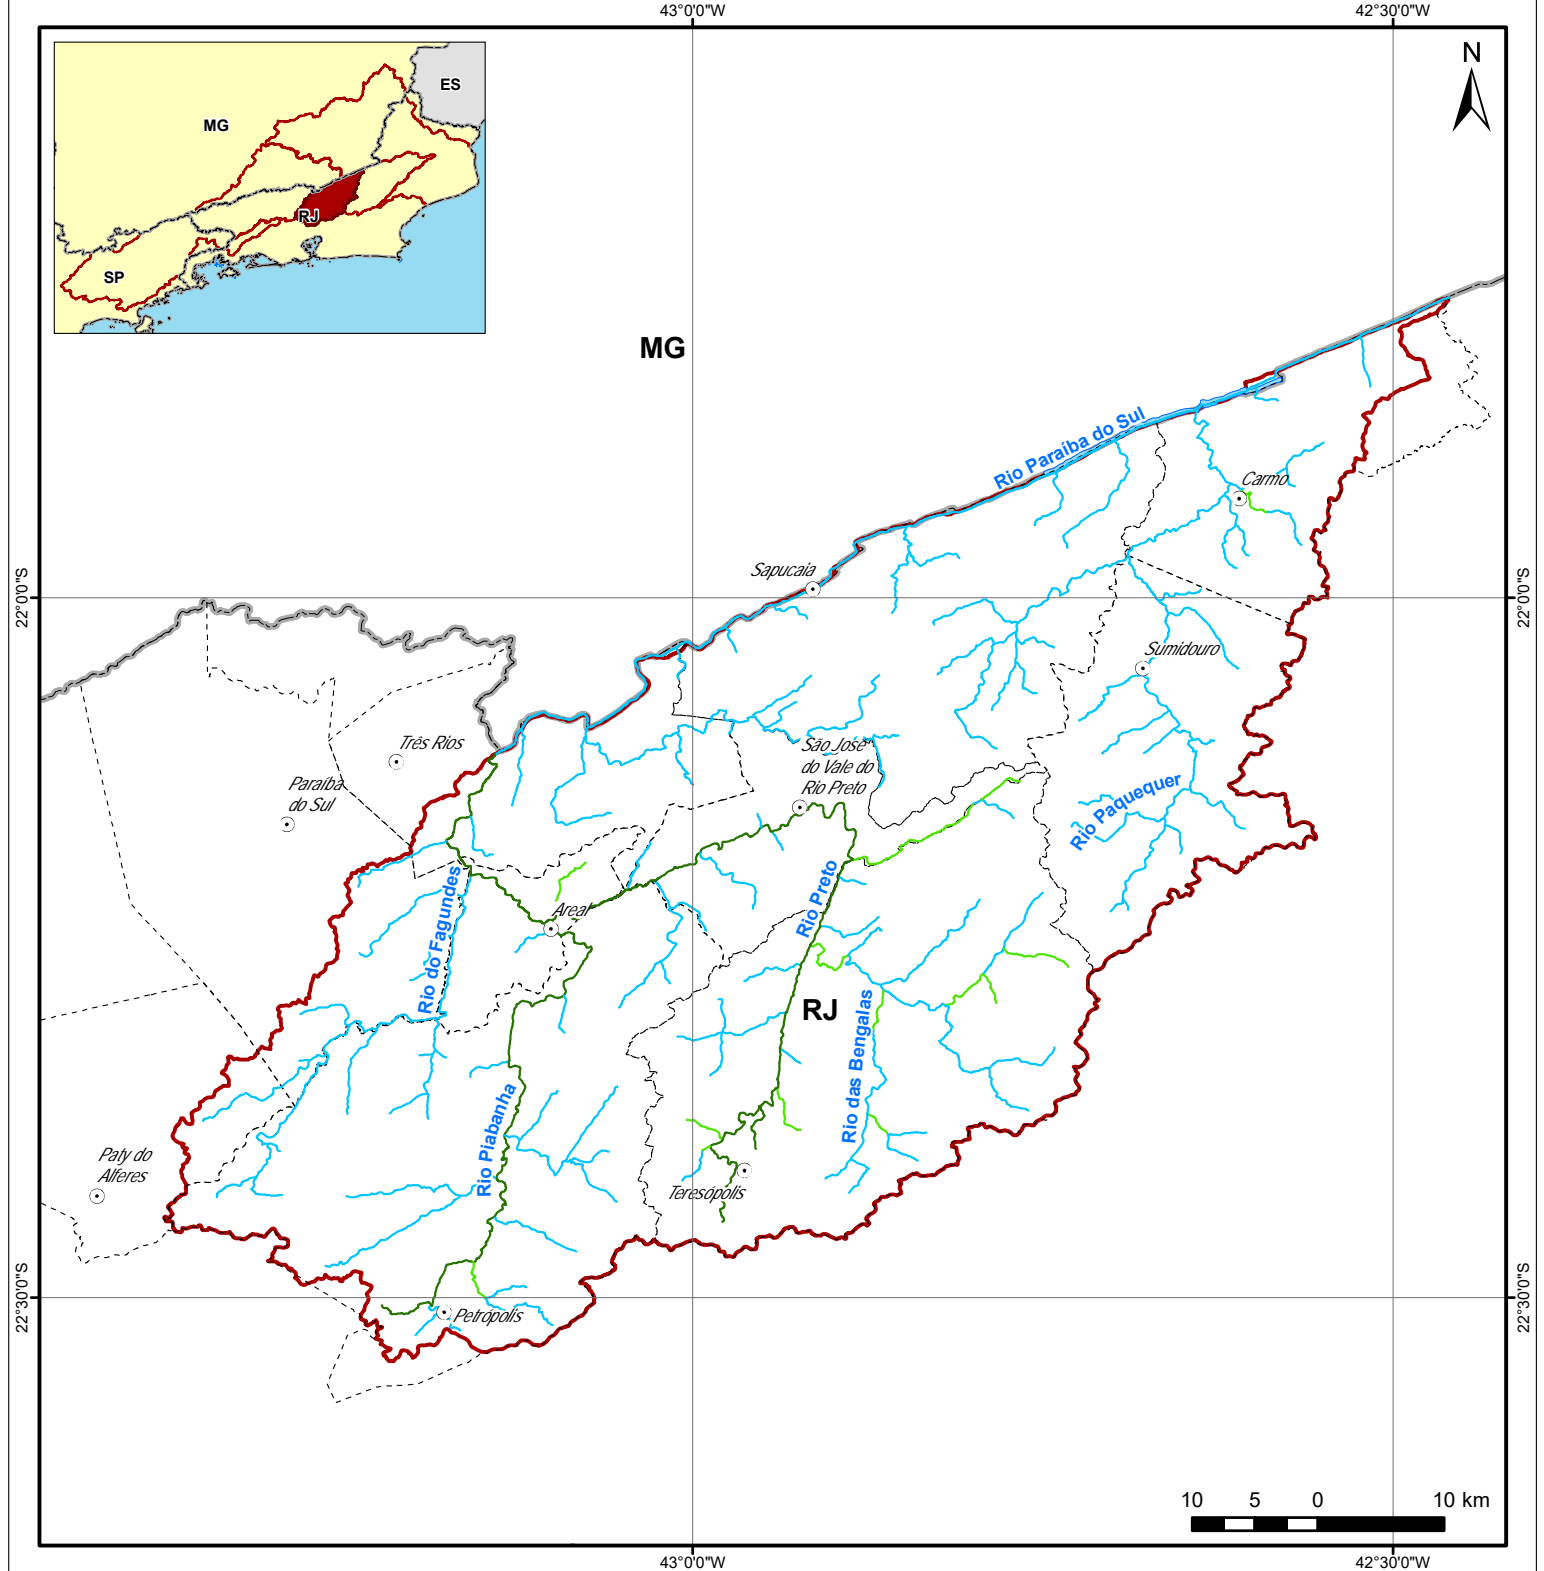 43°0'0"W
42°30'0"W
N
ES
MG
RJ
SP
MG
Rio Paraíba do Sul
Carmo
Sapucaia
22°0'0"S
22°0'0"S
Sumidouro
Três Rios
São José
do Vale do
Rio Preto
Paraíba
do Sul
Rio Paquequer
Rio do Fagundes
Areal
Rio Preto
RJ
Rio das Bengalas
Rio Piabanha
Paty do
Alferes
Teresópolis
22°30'0"S
22°30'0"S
Petrópolis
10 5 0 10 km
43°0'0"W
42°30'0"W